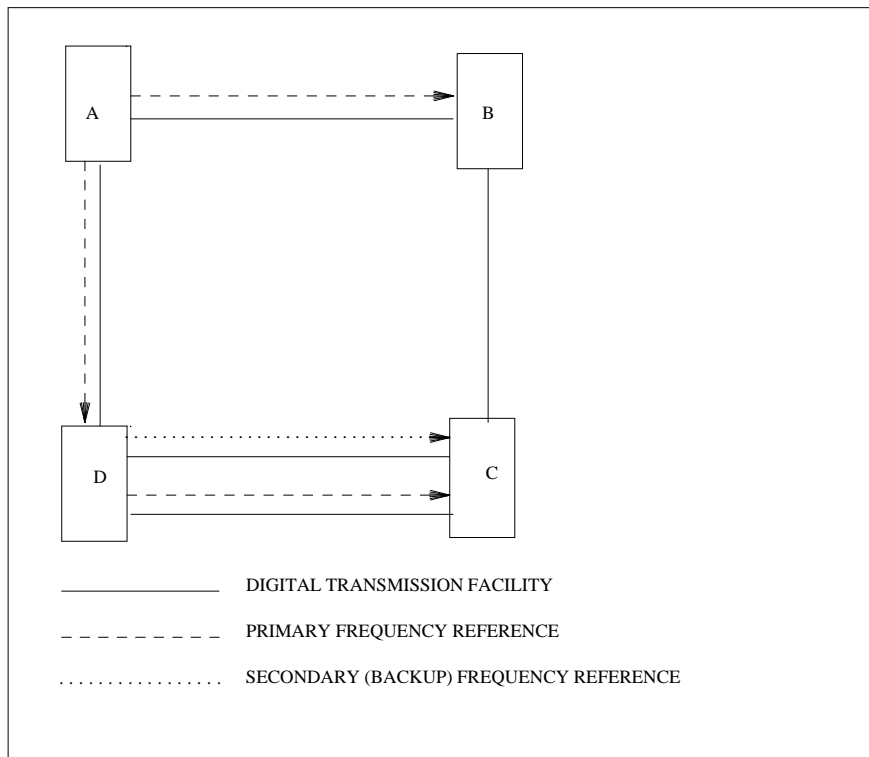 A
B
D
C
DIGITAL TRANSMISSION FACILITY
PRIMARY FREQUENCY REFERENCE
SECONDARY (BACKUP) FREQUENCY REFERENCE